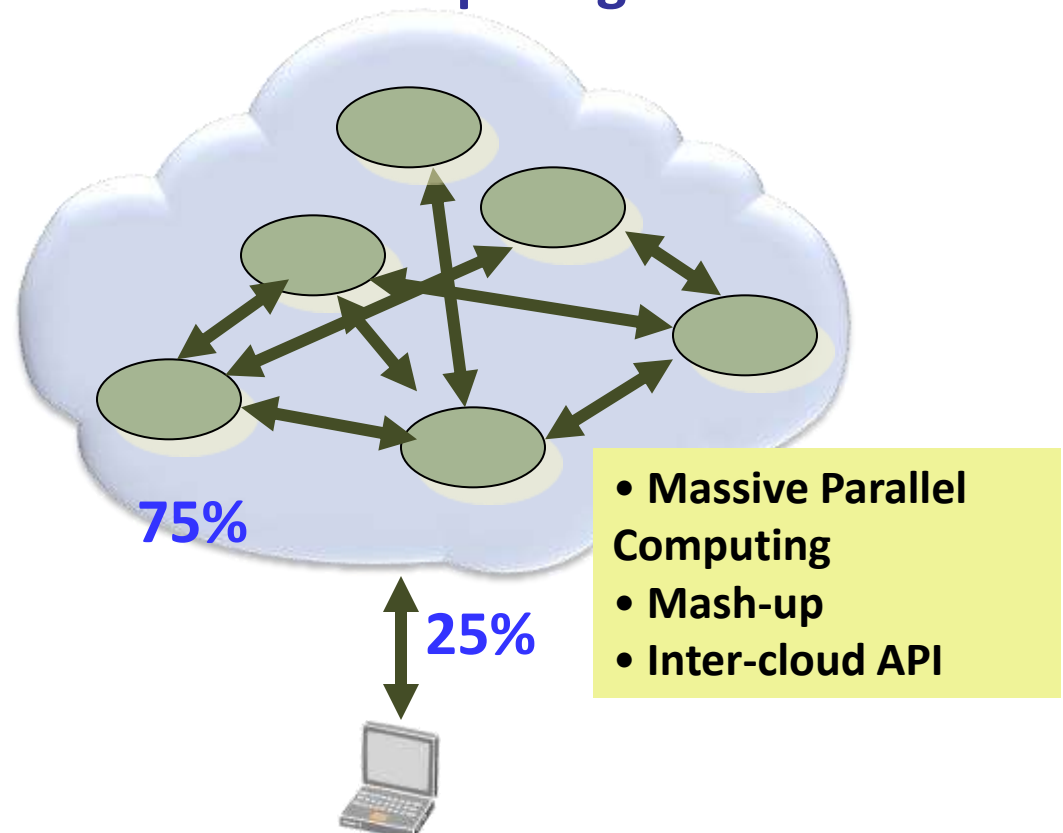 75%
25%
• Massive Parallel
Computing
• Mash-up
• Inter-cloud API